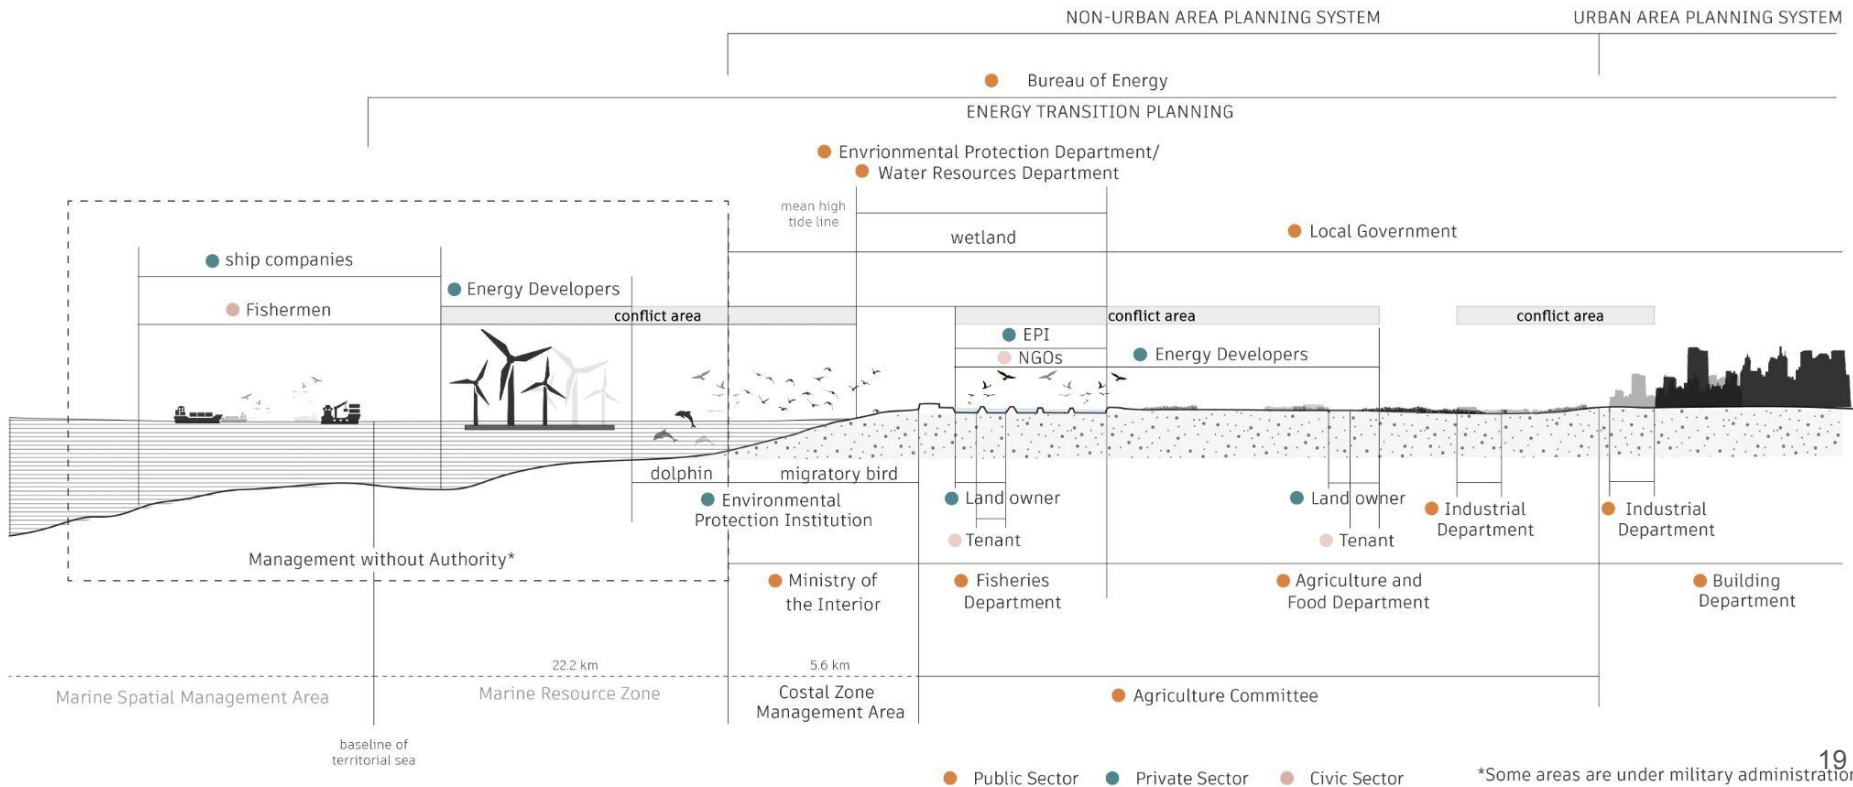 NON-URBAN AREA PLANNING SYSTEM
URBAN AREA PLANNING SYSTEM
Bureau of Energy
ENERGY TRANSITION PLANNING
Envrionmental Protection Department/
Water Resources Department
mean high
tide line
wetland
Local Government
ship companies
Energy Developers
Fishermen
conflict area
conflict area
conflict area
EPI
NGOs
Energy Developers
dolphin
migratory bird
Environmental
Protection Institution
Land owner
Tenant
Land owner
Tenant
Industrial
Department
Industrial
Department
Management without Authority*
Ministry of
the Interior
Fisheries
Department
Agriculture and
Food Department
Building
Department
22.2 km
5.6 km
Marine Spatial Management Area
Marine Resource Zone
Costal Zone
Management Area
Agriculture Committee
baseline of
territorial sea
Public Sector
Private Sector
Civic Sector
*Some areas are under military administration
19